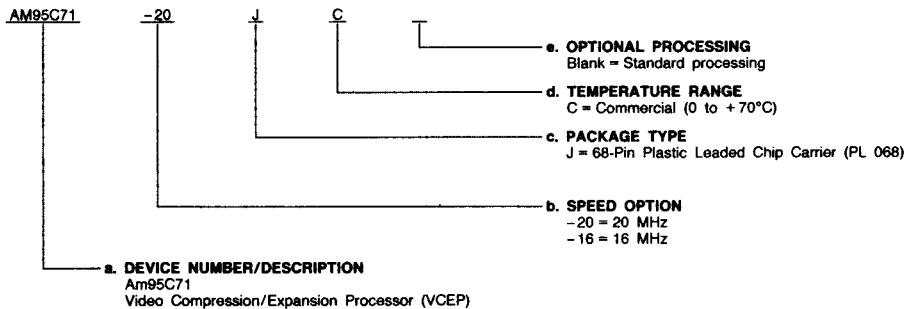 AM95C71 -20 J C
e. OPTIONAL PROCESSING
Blank = Standard processing
d. TEMPERATURE RANGE
C = Commercial (0 to +70°C)
c. PACKAGE TYPE
J = 68-Pin Plastic Leaded Chip Carrier (PL 068)
b. SPEED OPTION
-20 = 20 MHz
-16 = 16 MHz
a. DEVICE NUMBER/DESCRIPTION
Am95C71
Video Compression/Expansion Processor (VCEP)